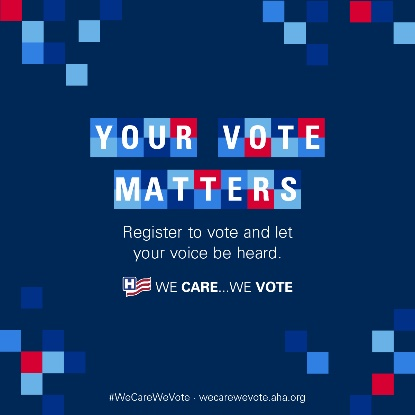 YOUR VOTE
MATTERS
Register to vote and let
your voice be heard.
H WE CARE...WE VOTE
#WeCareWeVote · wecarewevote.aha.org